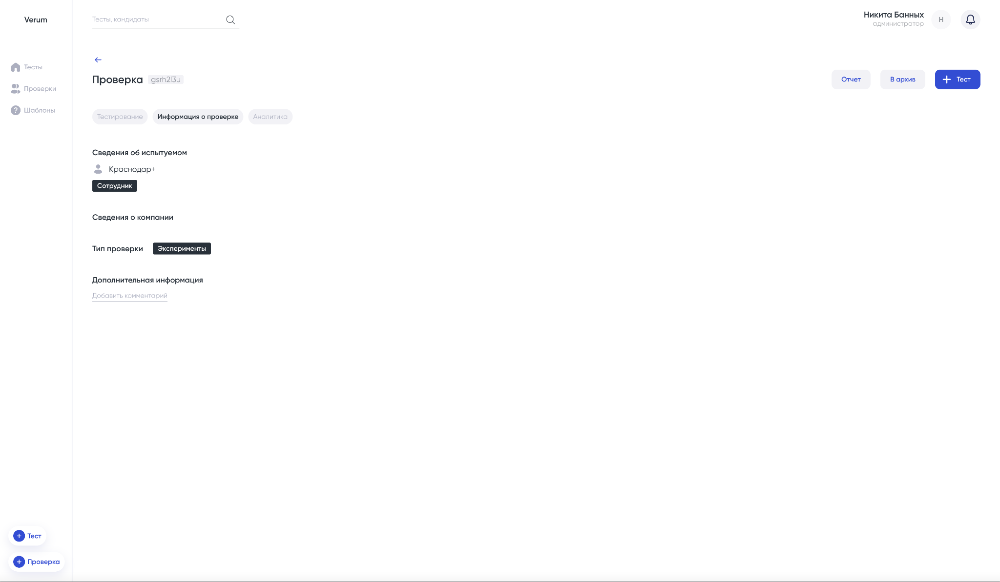 Verum
Тесты, кандидаты
Никита Банных
администратор
Н
Тесты
Проверки
Шаблоны
Проверка gsrh2l3u
Отчет
В архив
+ Тест
Тестирование
Информация о проверке
Аналитика
Сведения об испытуемом
Краснодар+
Сотрудник
Сведения о компании
Тип проверки Эксперименты
Дополнительная информация
Добавить комментарий
+ Тест
+ Проверка